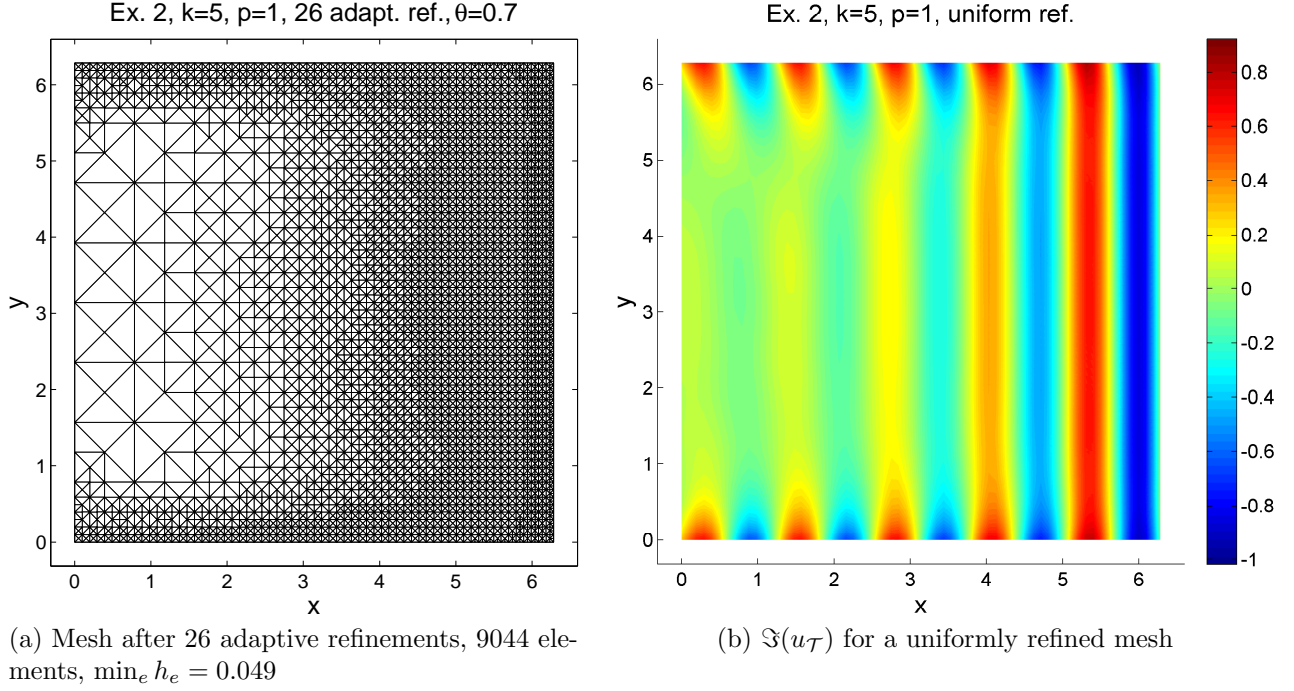 Ex. 2, k=5, p=1, 26 adapt. ref., θ=0.7
6
5
4
3
2
1
0
y
0 1 2 3 4 5 6
x
(a) Mesh after 26 adaptive refinements, 9044 ele-
ments, min_e h_e = 0.049
Ex. 2, k=5, p=1, uniform ref.
6
5
4
3
2
1
0
y
0 1 2 3 4 5 6
x
0.8
0.6
0.4
0.2
0
-0.2
-0.4
-0.6
-0.8
-1
(b) ℑ(u_𝒯) for a uniformly refined mesh